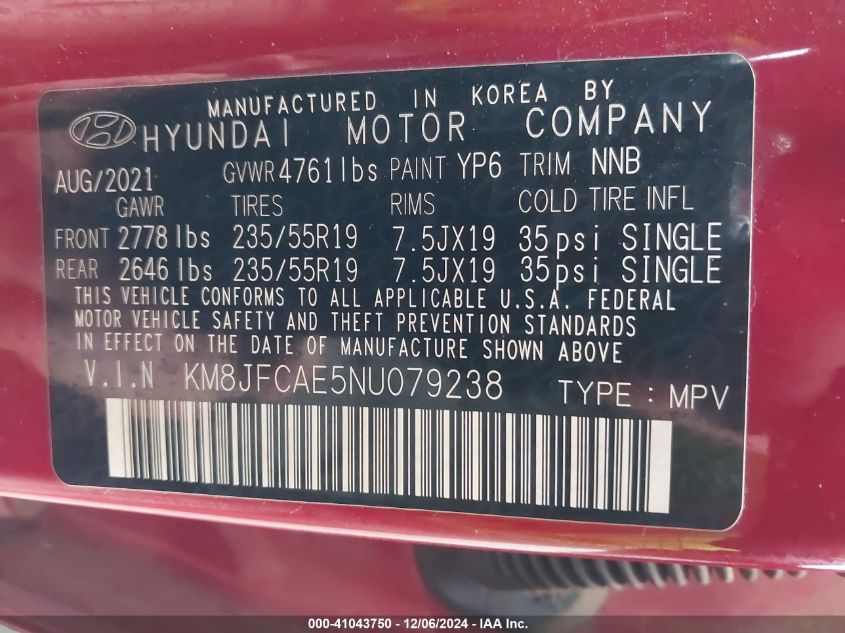 MANUFACTURED IN KOREA BY
HYUNDAI MOTOR COMPANY
AUG/2021 GVWR 4761lbs PAINT YP6 TRIM NNB
GAWR TIRES RIMS COLD TIRE INFL
FRONT 2778 lbs 235/55R19 7.5JX19 35psi SINGLE
REAR 2646 lbs 235/55R19 7.5JX19 35psi SINGLE
THIS VEHICLE CONFORMS TO ALL APPLICABLE U.S.A. FEDERAL
MOTOR VEHICLE SAFETY AND THEFT PREVENTION STANDARDS
IN EFFECT ON THE DATE OF MANUFACTURE SHOWN ABOVE
V.I.N KM8JFCAE5NU079238 TYPE : MPV
000-41043750 - 12/06/2024 - IAA Inc.